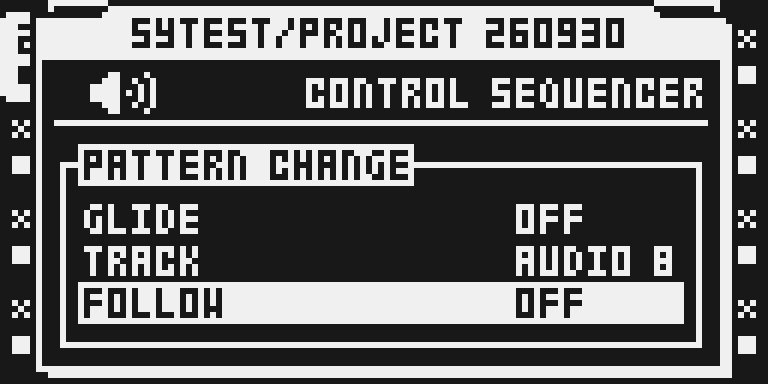 SYTEST/PROJECT 260930
CONTROL SEQUENCER
PATTERN CHANGE
GLIDE OFF
TRACK AUDIO 8
FOLLOW OFF